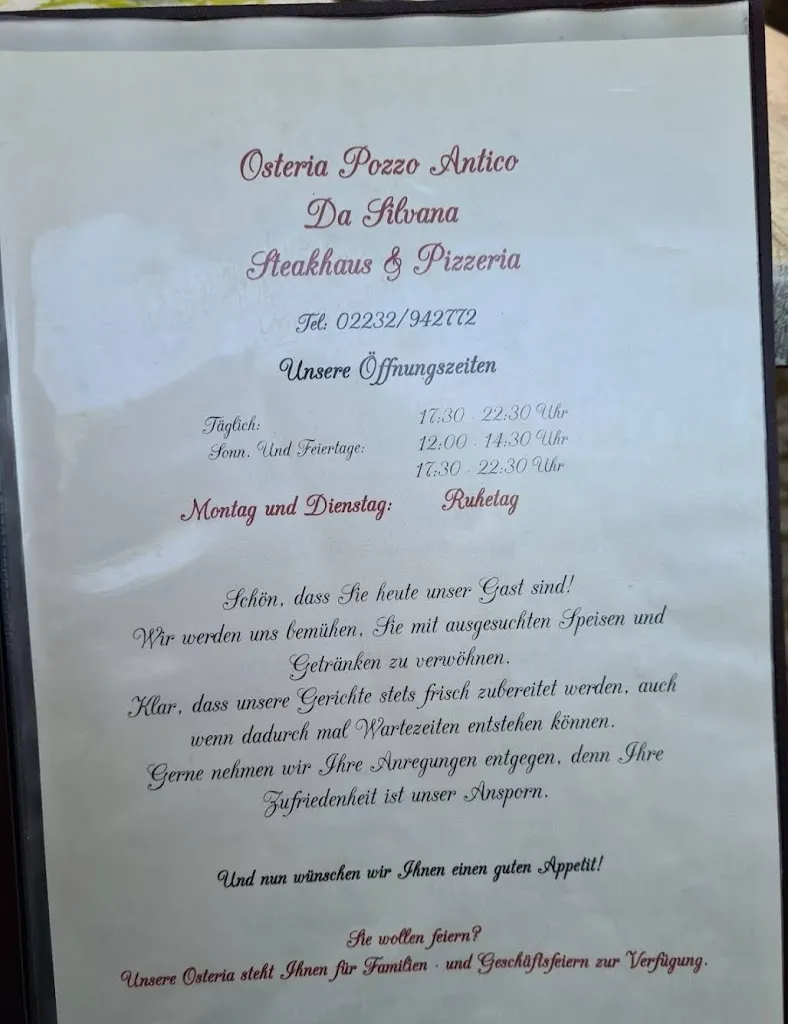 Osteria Pozzo Antico
Da Silvana
Steakhaus & Pizzeria
Tel: 02232/942772
Unsere Öffnungszeiten
Täglich: 17:30 - 22:30 Uhr
Sonn. Und Feiertage: 12:00 - 14:30 Uhr
17:30 - 22:30 Uhr
Montag und Dienstag: Ruhetag
Schön, dass Sie heute unser Gast sind!
Wir werden uns bemühen, Sie mit ausgesuchten Speisen und
Getränken zu verwöhnen.
Klar, dass unsere Gerichte stets frisch zubereitet werden, auch
wenn dadurch mal Wartezeiten entstehen können.
Gerne nehmen wir Ihre Anregungen entgegen, denn Ihre
Zufriedenheit ist unser Ansporn.
Und nun wünschen wir Ihnen einen guten Appetit!
Sie wollen feiern?
Unsere Osteria steht Ihnen für Familien - und Geschäftsfeiern zur Verfügung.